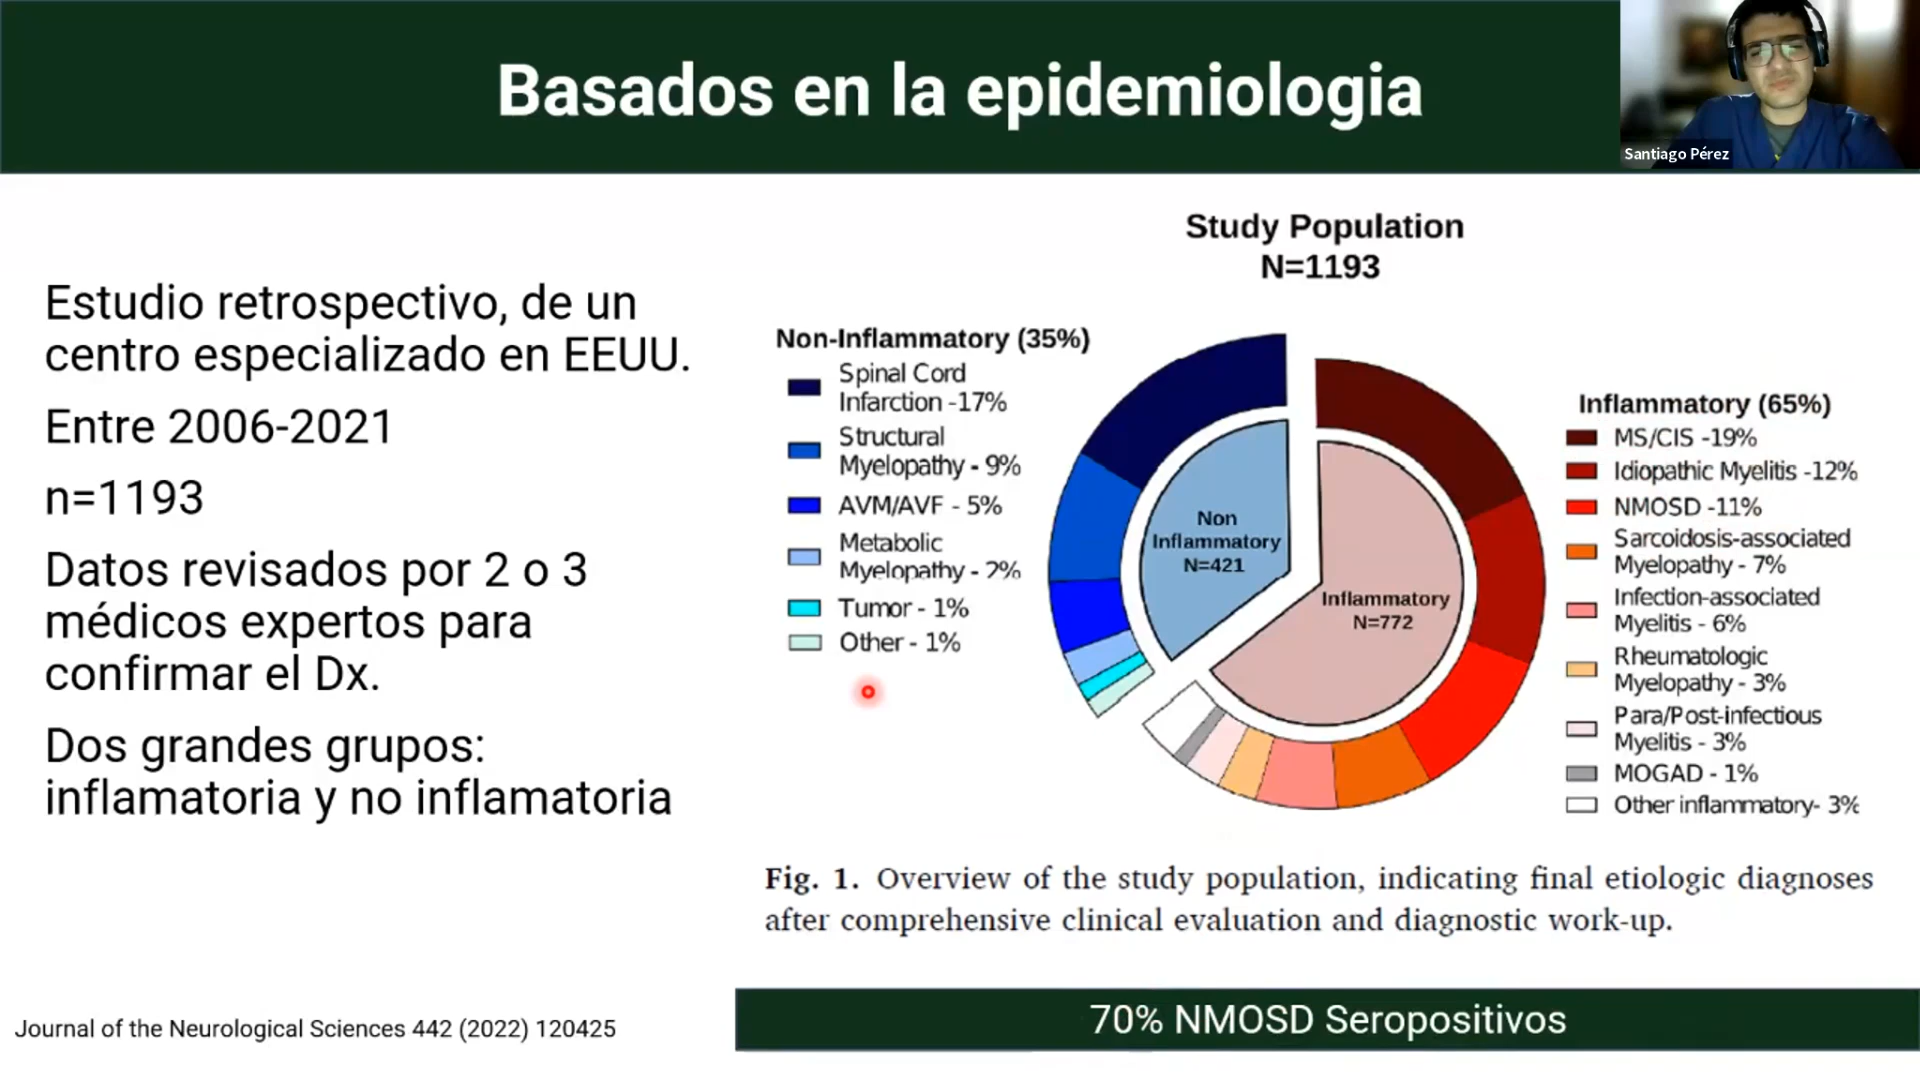 Basados en la epidemiologia
Santiago Pérez
Estudio retrospectivo, de un
centro especializado en EEUU.
Entre 2006-2021
n=1193
Datos revisados por 2 o 3
médicos expertos para
confirmar el Dx.
Dos grandes grupos:
inflamatoria y no inflamatoria
Study Population
N=1193
Non-Inflammatory (35%)
Spinal Cord
Infarction -17%
Structural
Myelopathy - 9%
AVM/AVF - 5%
Metabolic
Myelopathy - 2%
Tumor - 1%
Other - 1%
Non
Inflammatory
N=421
Inflammatory
N=772
Inflammatory (65%)
MS/CIS -19%
Idiopathic Myelitis -12%
NMOSD -11%
Sarcoidosis-associated
Myelopathy - 7%
Infection-associated
Myelitis - 6%
Rheumatologic
Myelopathy - 3%
Para/Post-infectious
Myelitis - 3%
MOGAD - 1%
Other inflammatory- 3%
Fig. 1. Overview of the study population, indicating final etiologic diagnoses
after comprehensive clinical evaluation and diagnostic work-up.
Journal of the Neurological Sciences 442 (2022) 120425
70% NMOSD Seropositivos